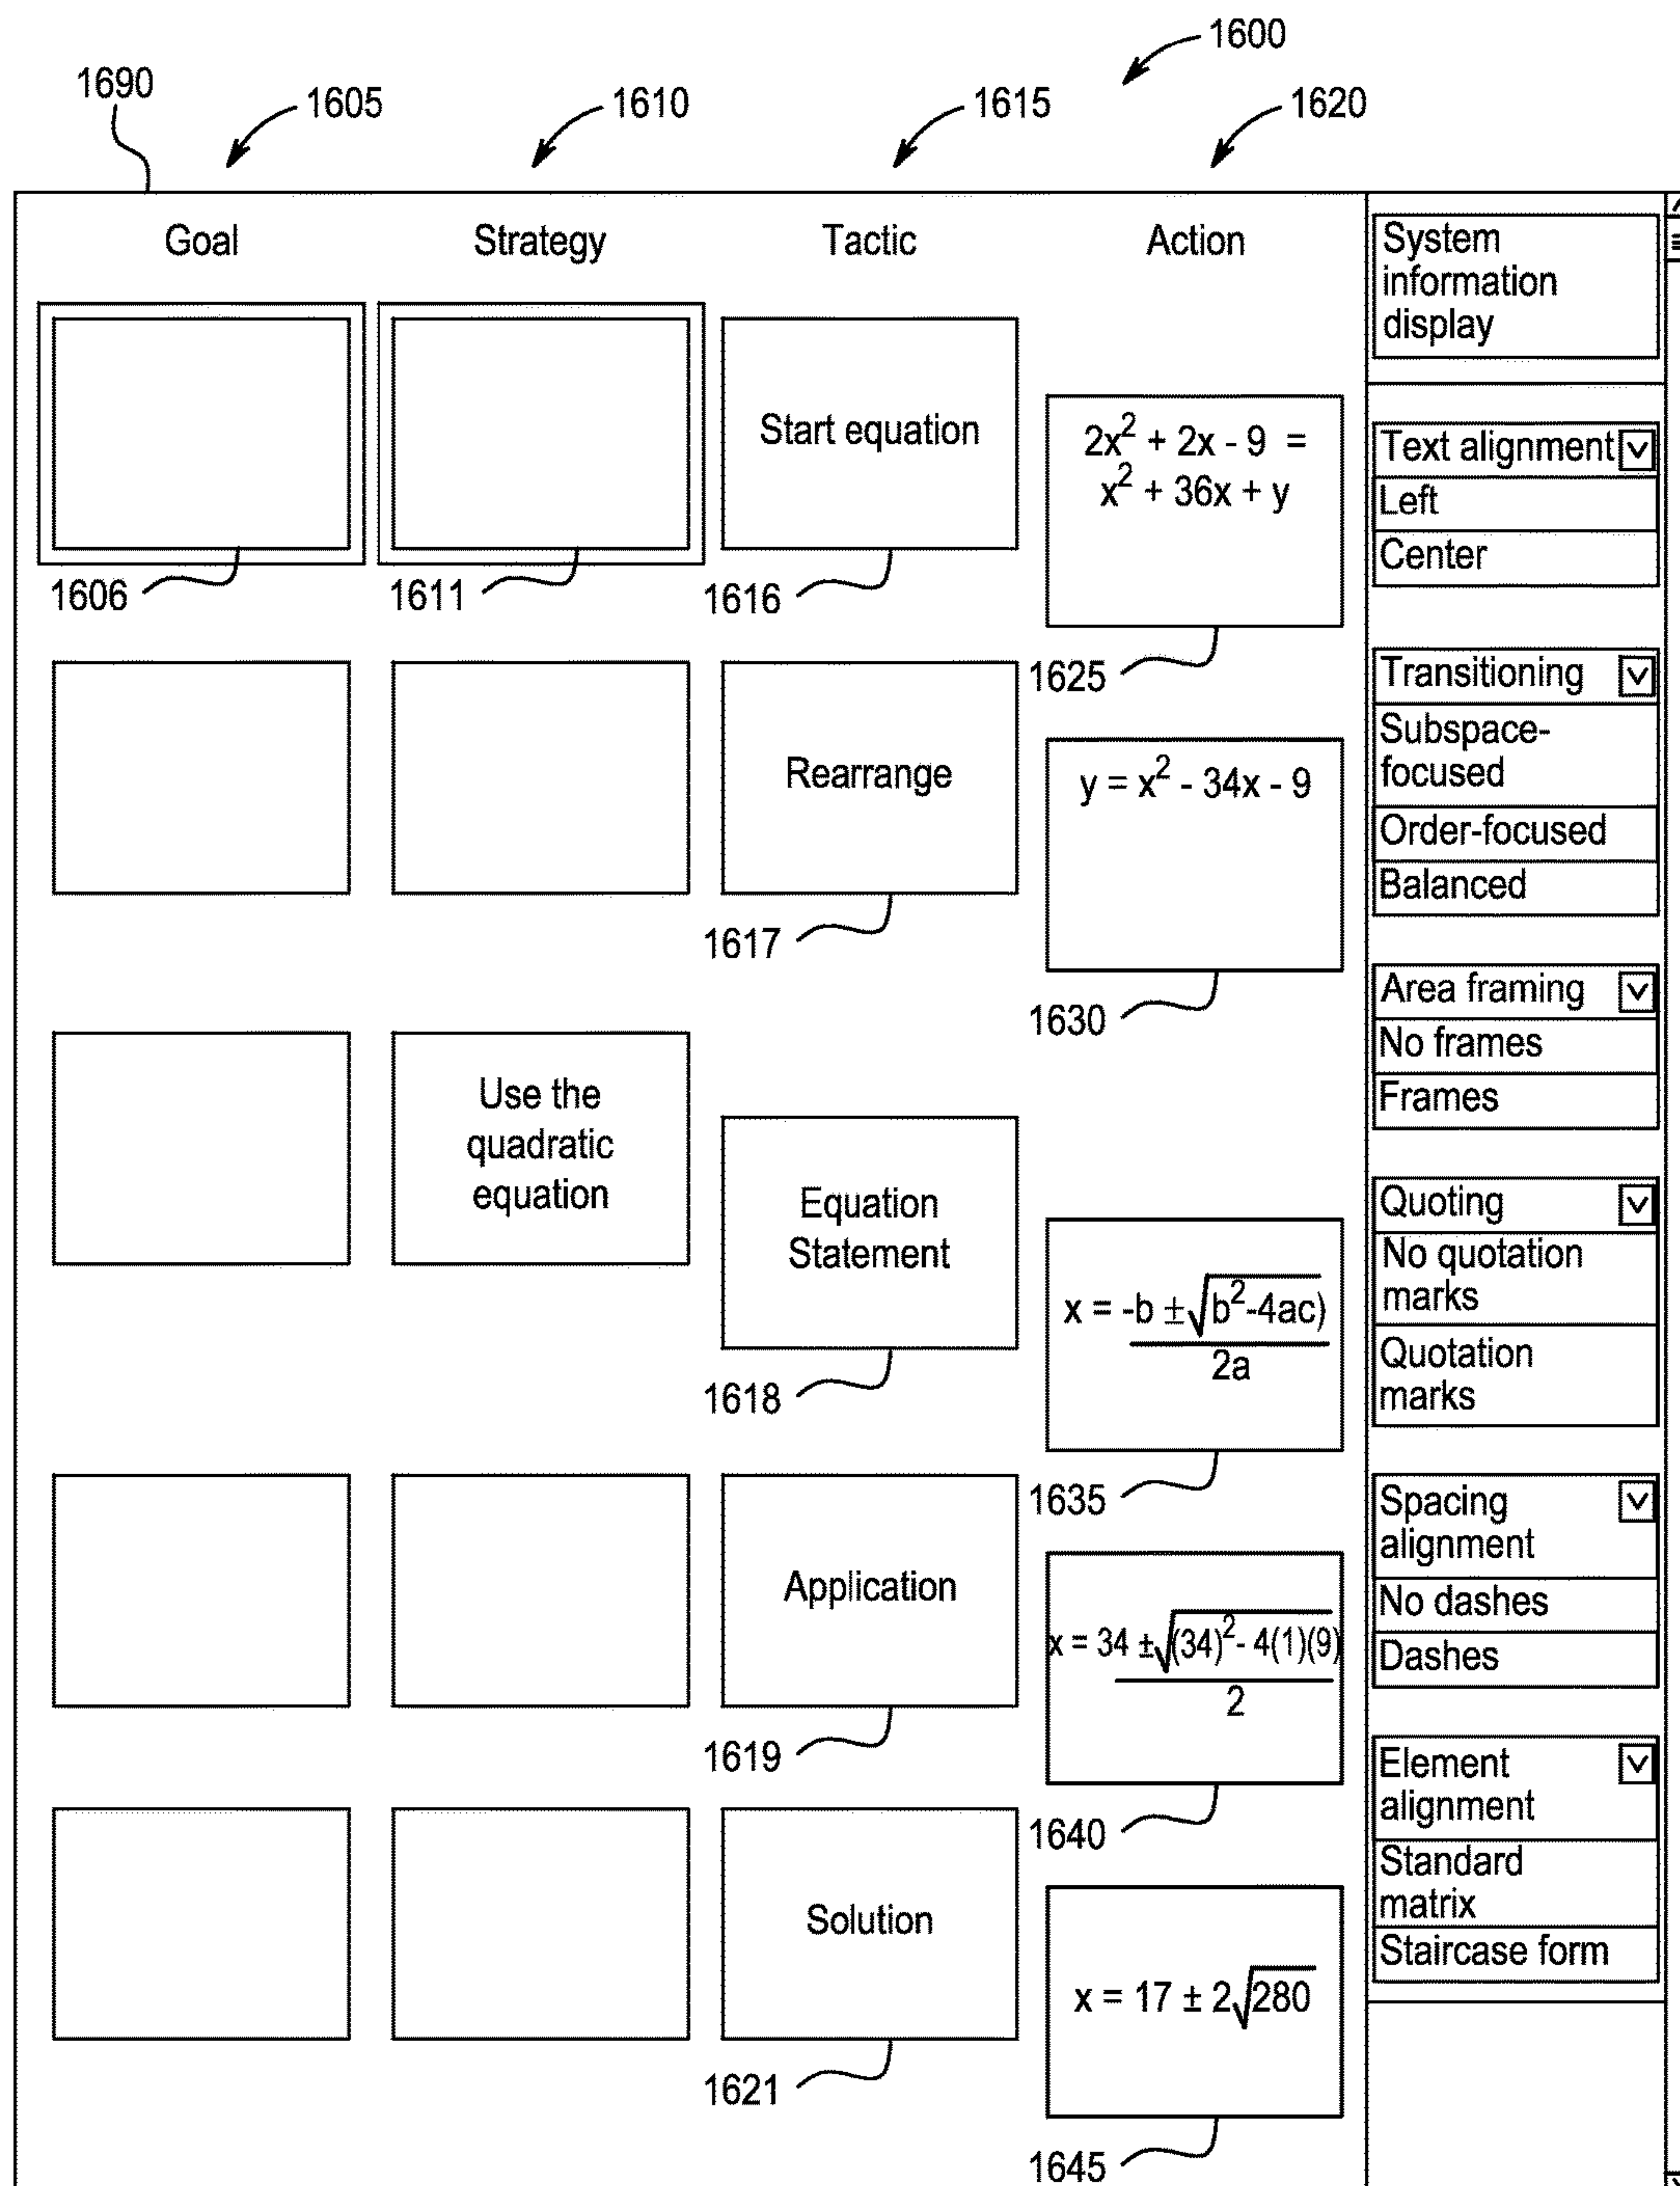 1600
1690
1605
1610
1615
1620
Goal
Strategy
Tactic
Action
1606
1611
Start equation
1616
2x² + 2x - 9 =
x² + 36x + y
1625
Rearrange
1617
y = x² - 34x - 9
1630
Use the
quadratic
equation
Equation
Statement
1618
x = -b ±√b²-4ac)
2a
1635
Application
1619
x = 34 ±√(34)²- 4(1)(9)
2
1640
Solution
1621
x = 17 ± 2√280
1645
System
information
display
Text alignment
Left
Center
Transitioning
Subspace-
focused
Order-focused
Balanced
Area framing
No frames
Frames
Quoting
No quotation
marks
Quotation
marks
Spacing
alignment
No dashes
Dashes
Element
alignment
Standard
matrix
Staircase form